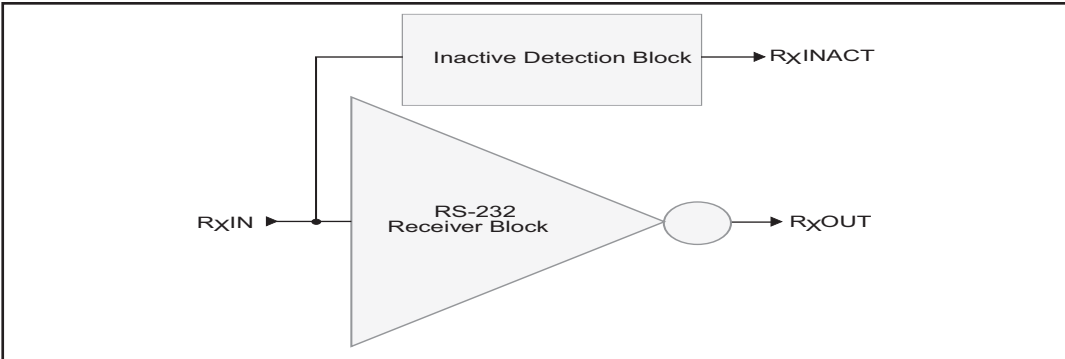 Inactive Detection Block
RXINACT
RS-232
Receiver Block
RXIN
RXOUT